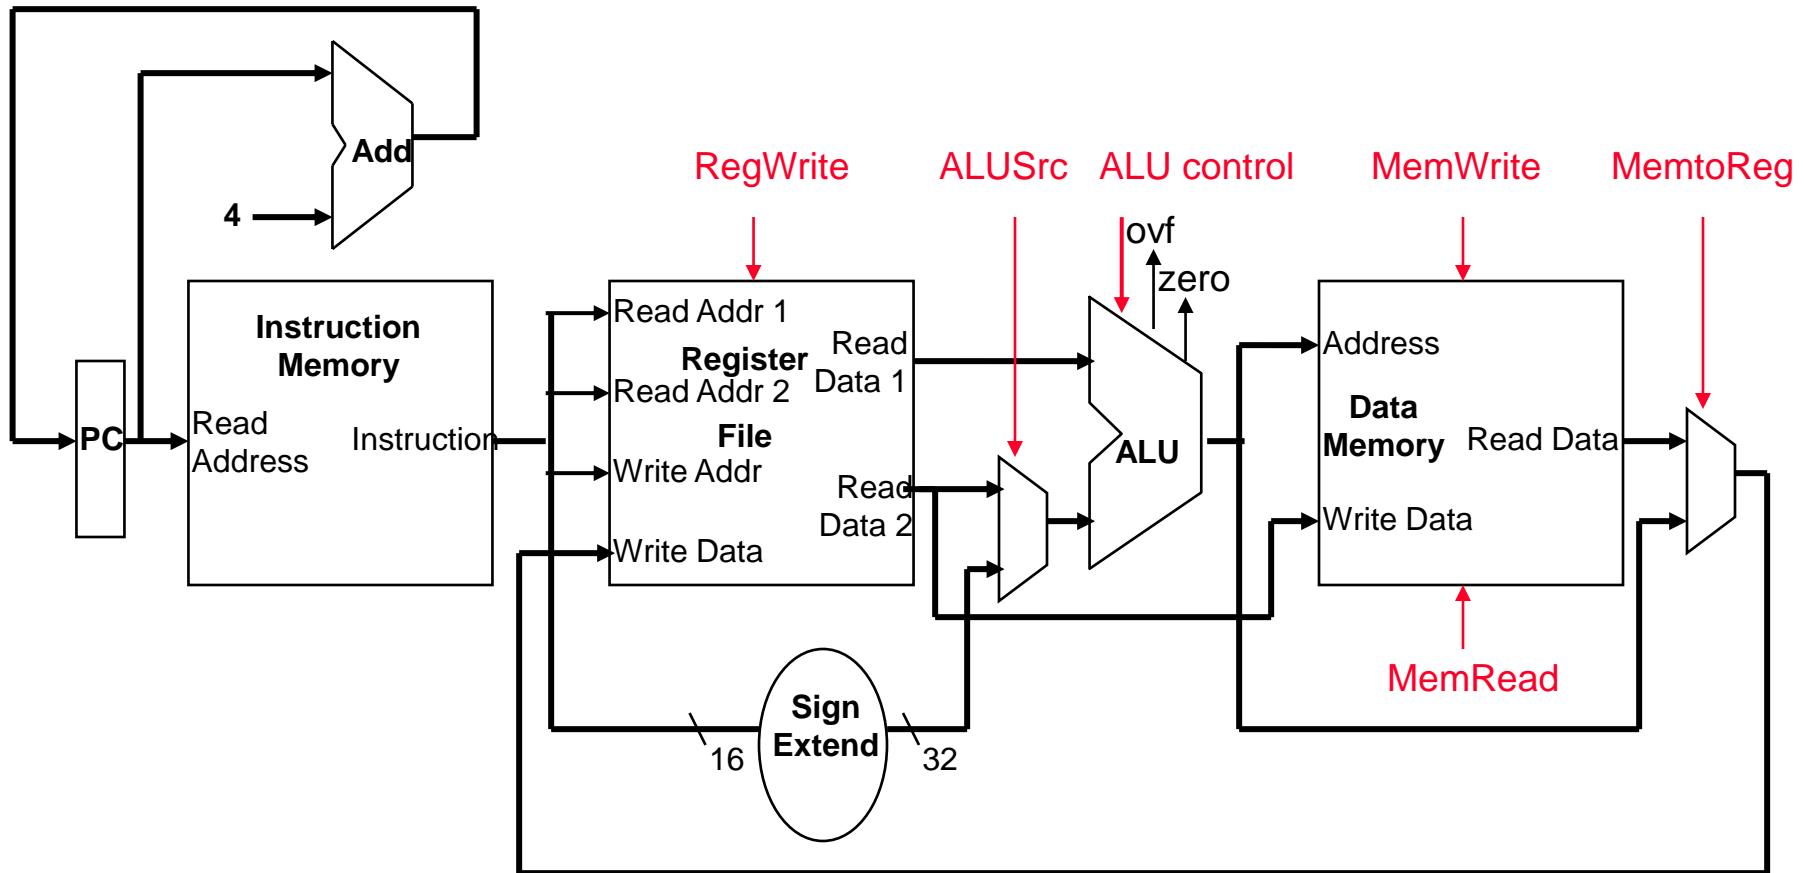 Add
4
RegWrite
ALUSrc
ALU control
MemWrite
MemtoReg
ovf
zero
Instruction
Memory
Read
Address
Instruction
PC
Read Addr 1
Register
Read Addr 2
File
Write Addr
Write Data
Read
Data 1
Read
Data 2
ALU
Address
Data
Memory
Read Data
Write Data
MemRead
Sign
Extend
16
32